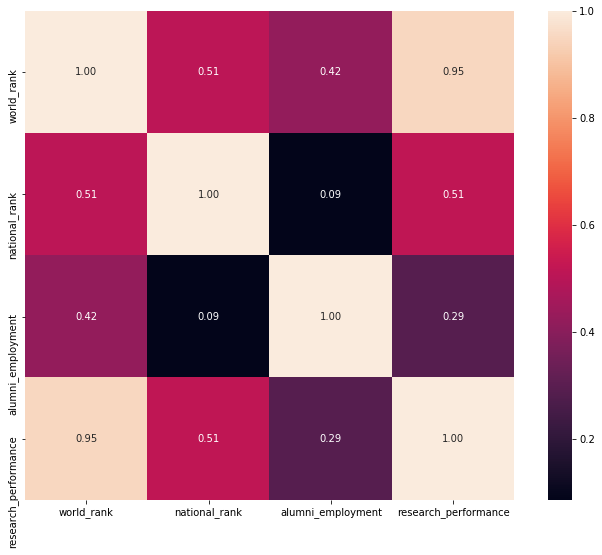 world_rank
1.00 0.51 0.42 0.95
national_rank
0.51 1.00 0.09 0.51
alumni_employment
0.42 0.09 1.00 0.29
research_performance
0.95 0.51 0.29 1.00
world_rank national_rank alumni_employment research_performance
1.0
0.8
0.6
0.4
0.2